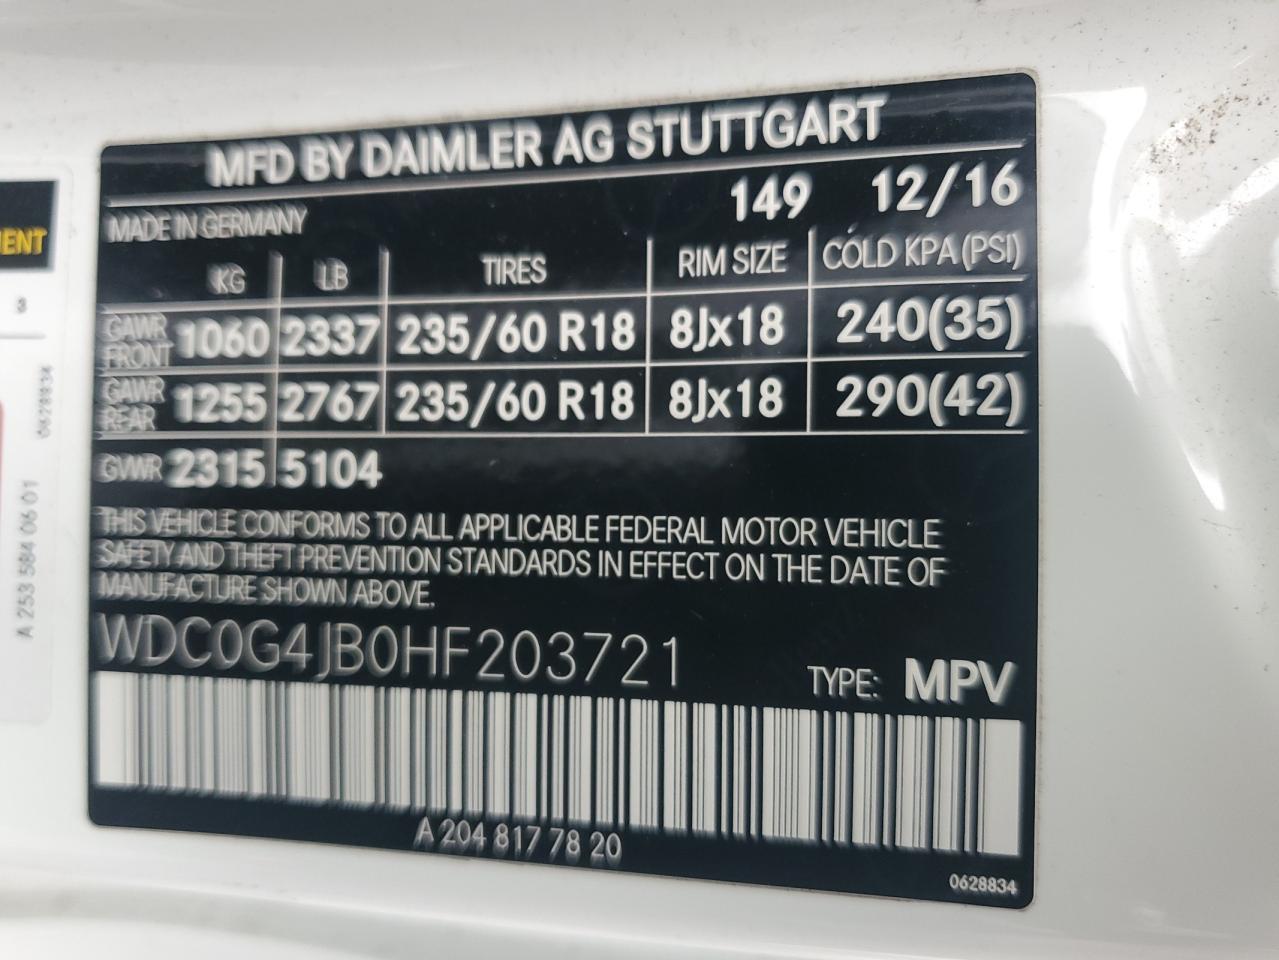 MFD BY DAIMLER AG STUTTGART
149 12/16
MADE IN GERMANY
KG LB TIRES RIM SIZE COLD KPA(PSI)
GAWR FRONT 1060 2337 235/60 R18 8Jx18 240(35)
GAWR REAR 1255 2767 235/60 R18 8Jx18 290(42)
GVWR 2315 5104
THIS VEHICLE CONFORMS TO ALL APPLICABLE FEDERAL MOTOR VEHICLE
SAFETY AND THEFT PREVENTION STANDARDS IN EFFECT ON THE DATE OF
MANUFACTURE SHOWN ABOVE.
WDC0G4JB0HF203721
TYPE: MPV
A 204 817 78 20
0628834
ENT
3
0628834
A 253 584 06 01